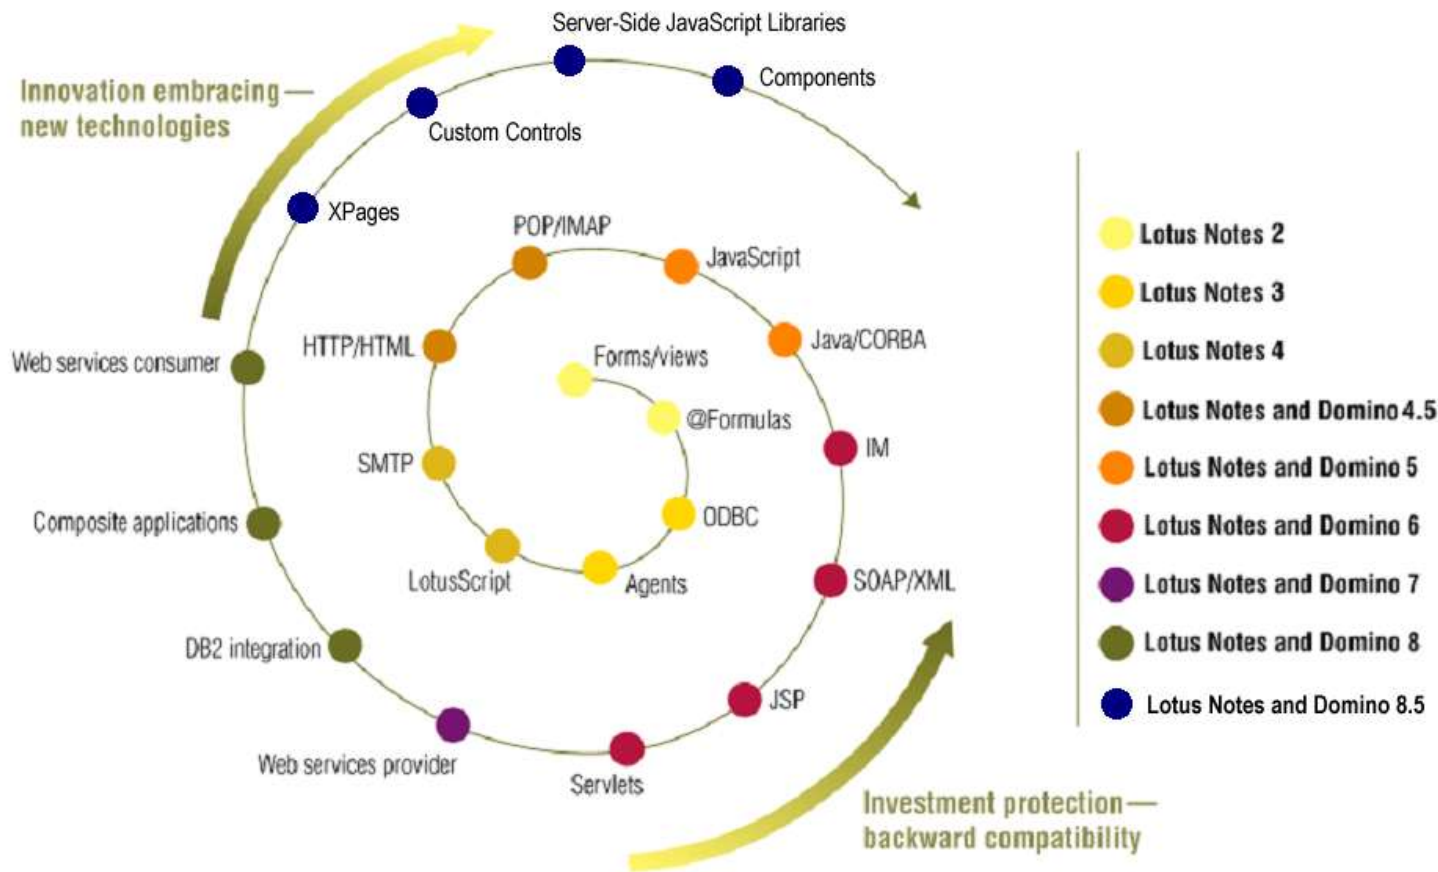 Server-Side JavaScript Libraries
Components
Innovation embracing—
new technologies
Custom Controls
XPages
POP/IMAP
JavaScript
HTTP/HTML
Java/CORBA
Web services consumer
Forms/views
@Formulas
IM
SMTP
ODBC
Composite applications
LotusScript
Agents
SOAP/XML
DB2 integration
JSP
Web services provider
Servlets
Investment protection—
backward compatibility
Lotus Notes 2
Lotus Notes 3
Lotus Notes 4
Lotus Notes and Domino 4.5
Lotus Notes and Domino 5
Lotus Notes and Domino 6
Lotus Notes and Domino 7
Lotus Notes and Domino 8
Lotus Notes and Domino 8.5